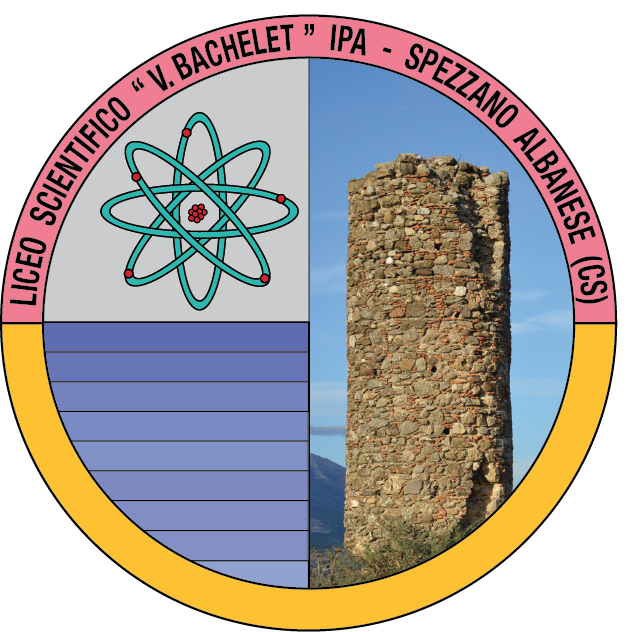 LICEO SCIENTIFICO “ V. BACHELET ” IPA - SPEZZANO ALBANESE (CS)